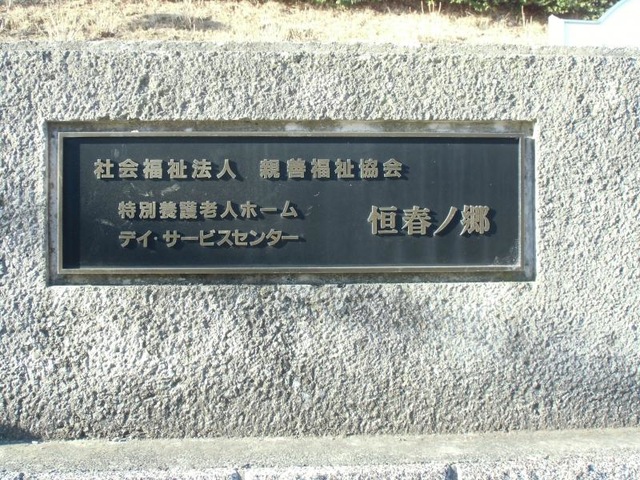 社会福祉法人 親善福祉協会
特別養護老人ホーム
デイ・サービスセンター
恒春ノ郷